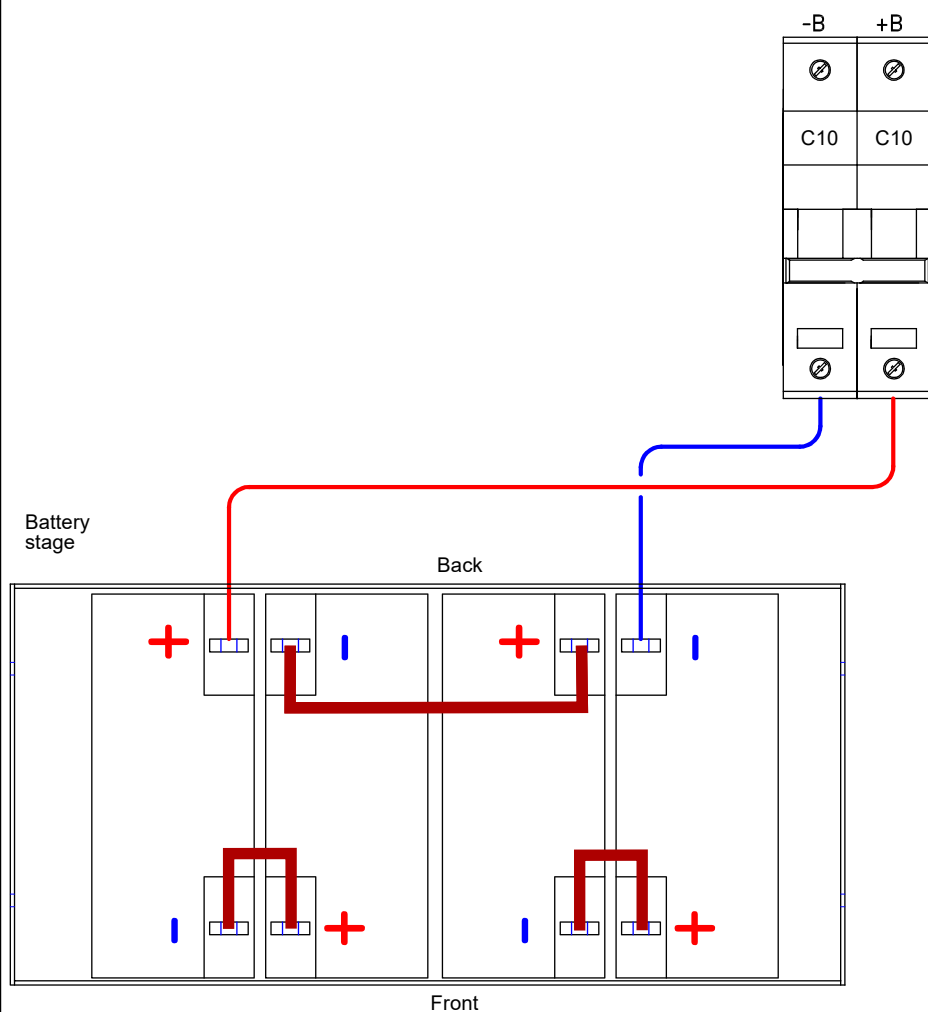 -B +B
C10 C10
Battery
stage
Back
+ - + -
- + - +
Front